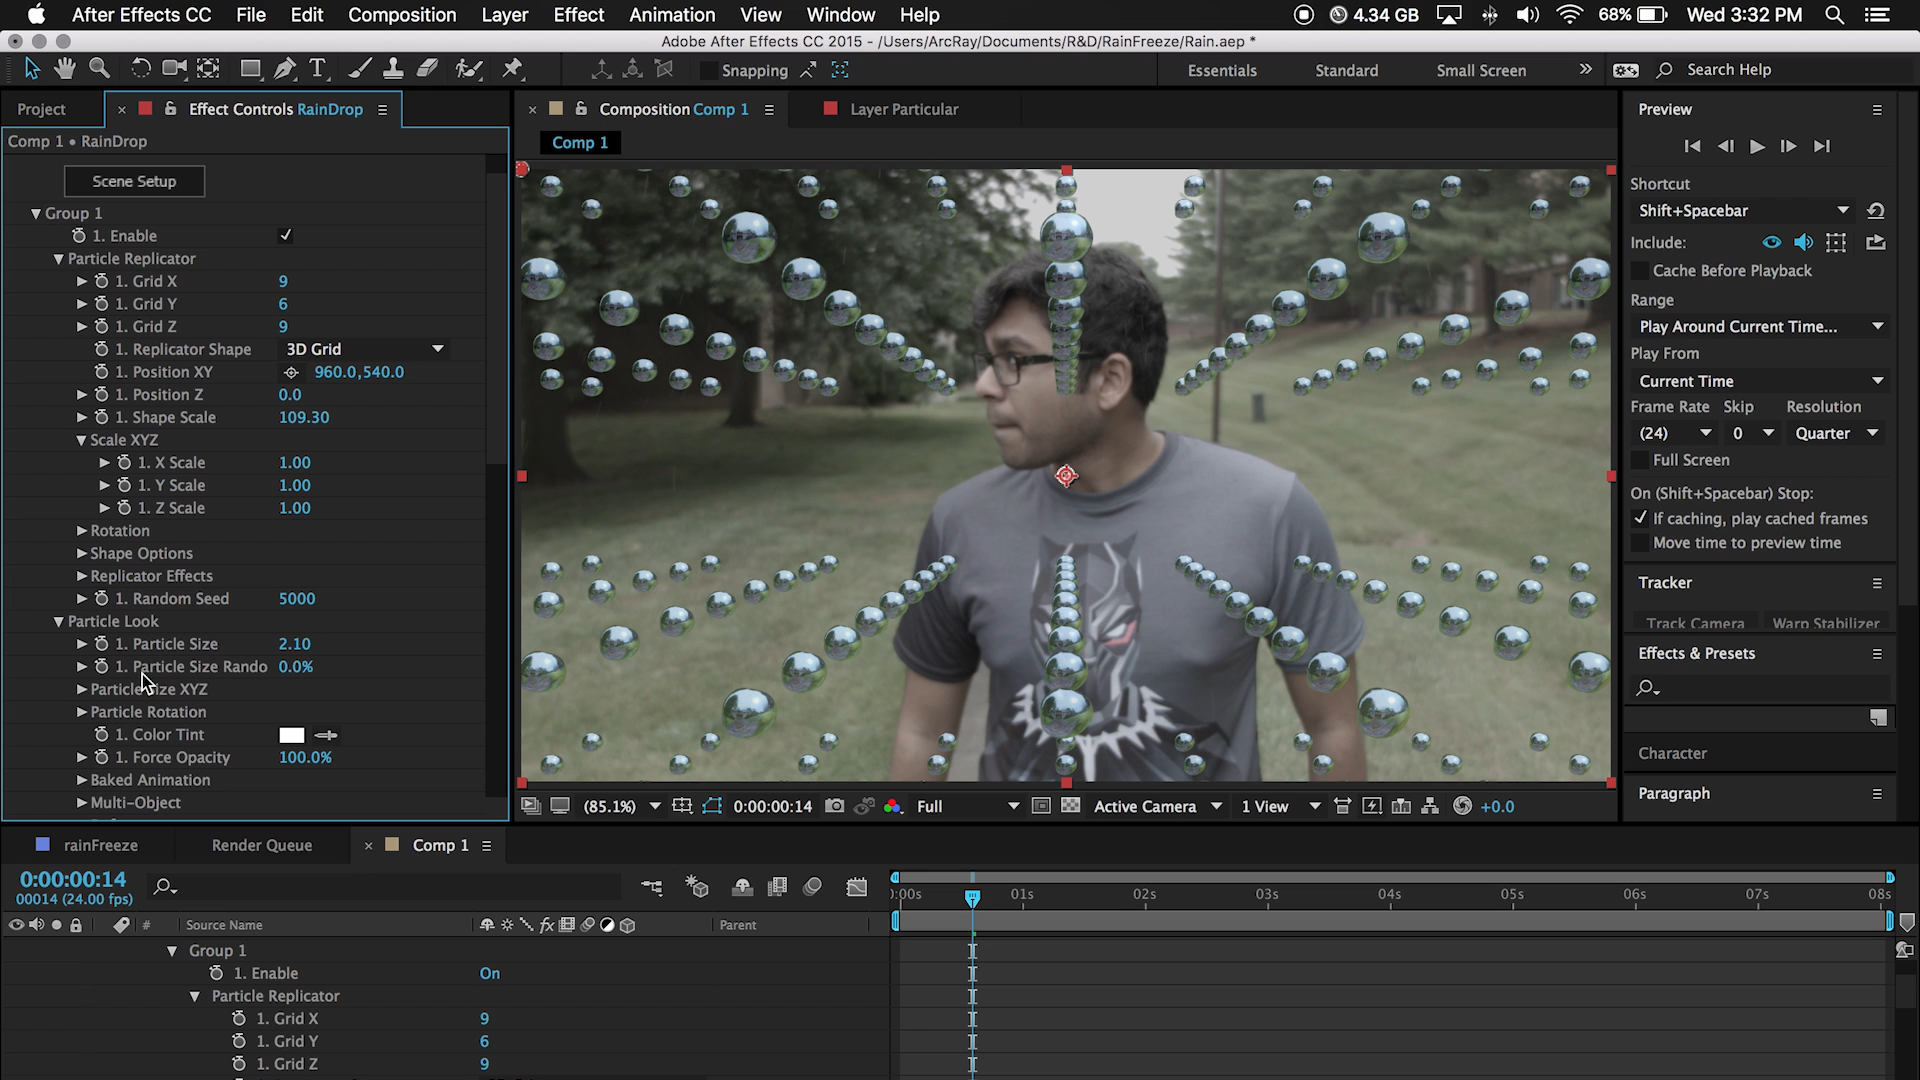 After Effects CC File Edit Composition Layer Effect Animation View Window Help 4.34 GB 68% Wed 3:32 PM
Adobe After Effects CC 2015 - /Users/ArcRay/Documents/R&D/RainFreeze/Rain.aep *
Snapping Essentials Standard Small Screen » Search Help
Project × Effect Controls RainDrop × Composition Comp 1 Layer Particular Preview
Comp 1 • RainDrop
Comp 1
Scene Setup
Group 1
1. Enable
Particle Replicator
1. Grid X 9
1. Grid Y 6
1. Grid Z 9
1. Replicator Shape 3D Grid
1. Position XY 960.0,540.0
1. Position Z 0.0
1. Shape Scale 109.30
Scale XYZ
1. X Scale 1.00
1. Y Scale 1.00
1. Z Scale 1.00
Rotation
Shape Options
Replicator Effects
1. Random Seed 5000
Particle Look
1. Particle Size 2.10
1. Particle Size Rando 0.0%
Particle Size XYZ
Particle Rotation
1. Color Tint
1. Force Opacity 100.0%
Baked Animation
Multi-Object
(85.1%) 0:00:00:14 Full Active Camera 1 View +0.0
Shortcut
Shift+Spacebar
Include:
Cache Before Playback
Range
Play Around Current Time...
Play From
Current Time
Frame Rate Skip Resolution
(24) 0 Quarter
Full Screen
On (Shift+Spacebar) Stop:
If caching, play cached frames
Move time to preview time
Tracker
Track Camera Warp Stabilizer
Effects & Presets
Character
Paragraph
rainFreeze Render Queue × Comp 1
0:00:00:14
00014 (24.00 fps)
):00s 01s 02s 03s 04s 05s 06s 07s 08s
# Source Name fx Parent
Group 1
1. Enable On
Particle Replicator
1. Grid X 9
1. Grid Y 6
1. Grid Z 9